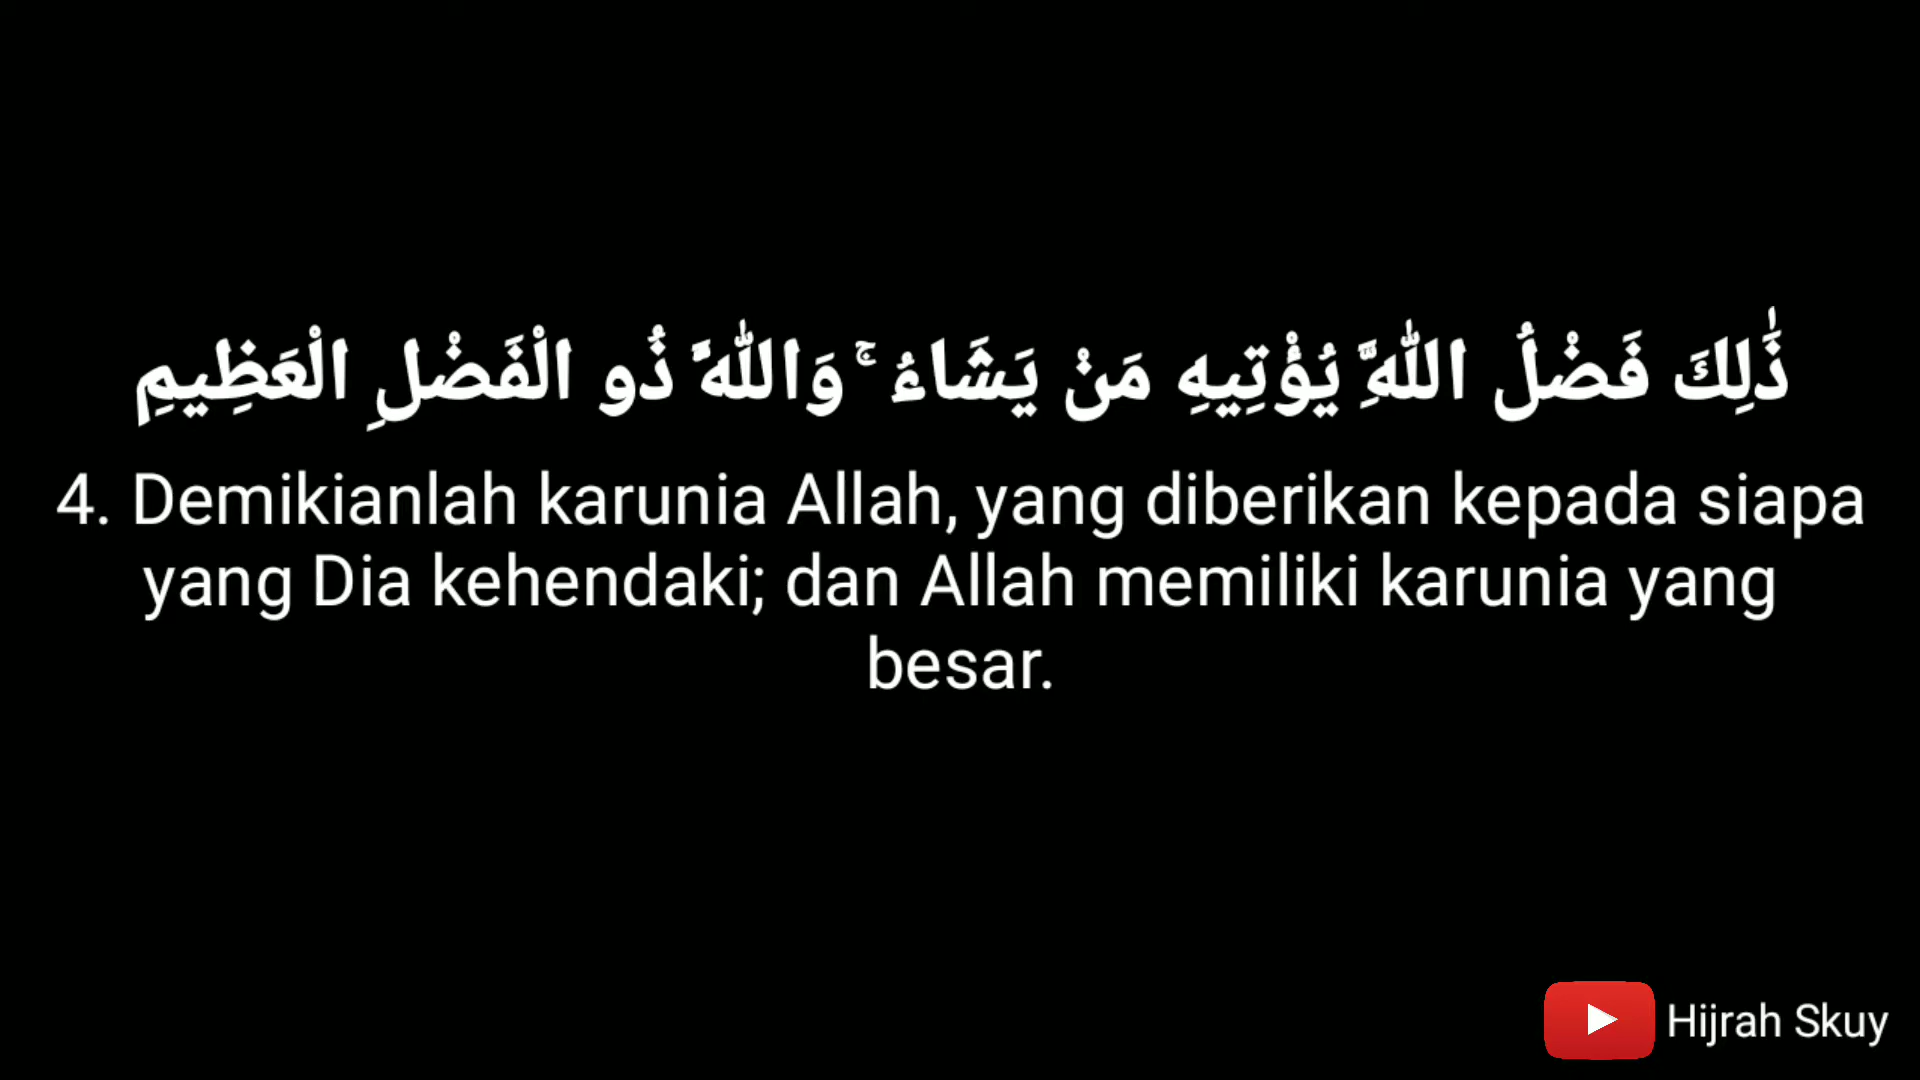 ذَٰلِكَ فَضْلُ اللَّهِ يُؤْتِيهِ مَنْ يَشَاءُ ۚ وَاللَّهُ ذُو الْفَضْلِ الْعَظِيمِ
4. Demikianlah karunia Allah, yang diberikan kepada siapa
yang Dia kehendaki; dan Allah memiliki karunia yang
besar.
Hijrah Skuy